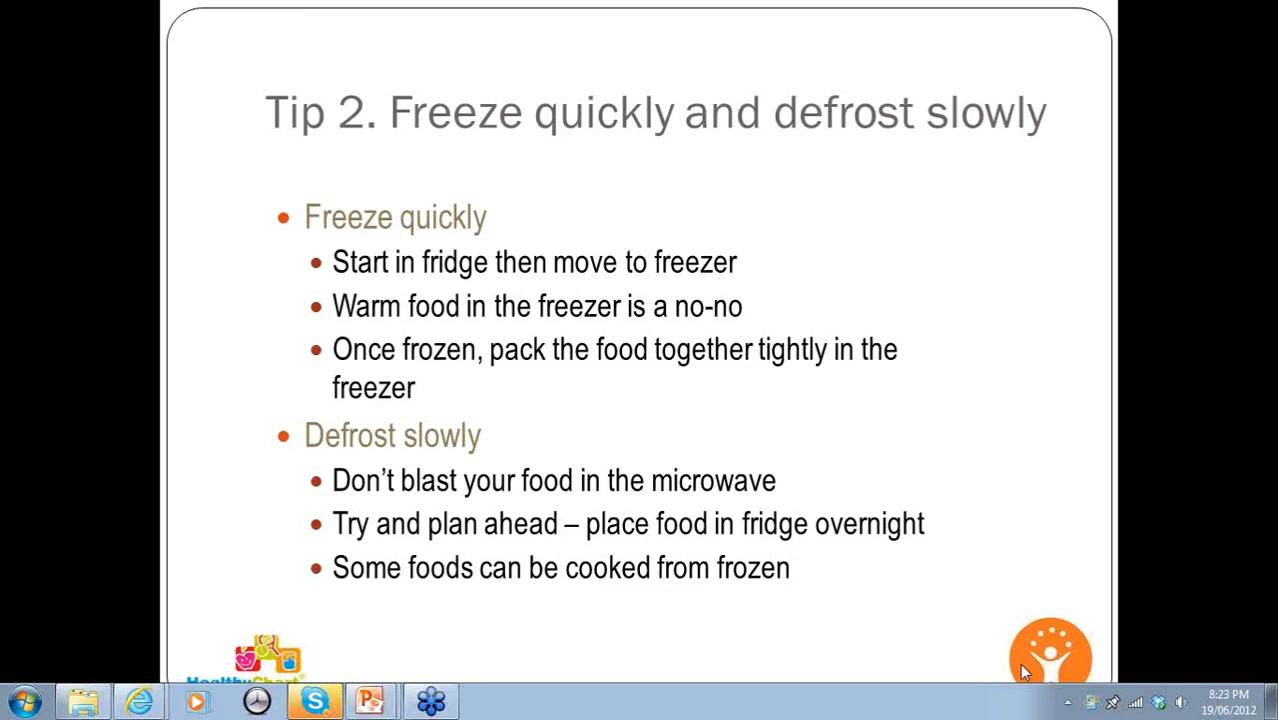 Tip 2. Freeze quickly and defrost slowly
• Freeze quickly
• Start in fridge then move to freezer
• Warm food in the freezer is a no-no
• Once frozen, pack the food together tightly in the
freezer
• Defrost slowly
• Don’t blast your food in the microwave
• Try and plan ahead – place food in fridge overnight
• Some foods can be cooked from frozen
HealthyChart
8:23 PM
19/06/2012